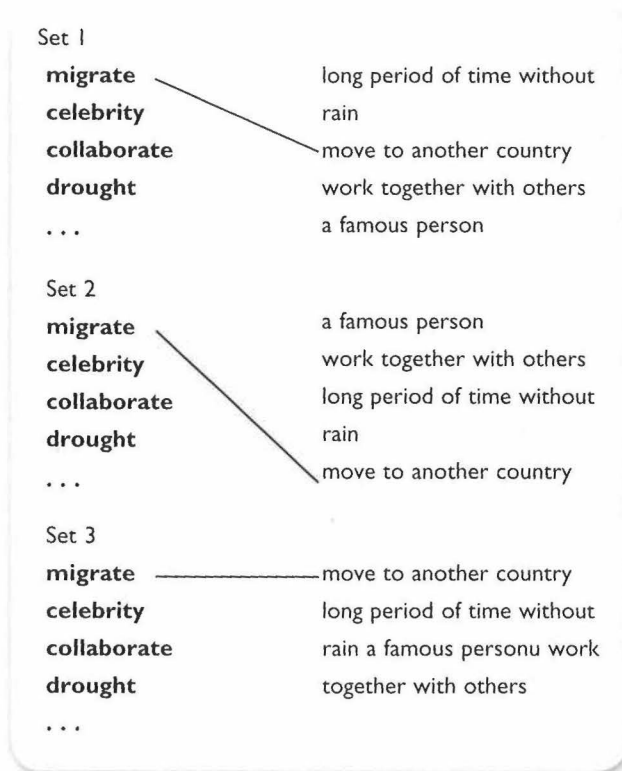 Set 1
migrate long period of time without
celebrity rain
collaborate move to another country
drought work together with others
. . . a famous person
Set 2
migrate a famous person
celebrity work together with others
collaborate long period of time without
drought rain
. . . move to another country
Set 3
migrate move to another country
celebrity long period of time without
collaborate rain a famous personu work
drought together with others
. . .